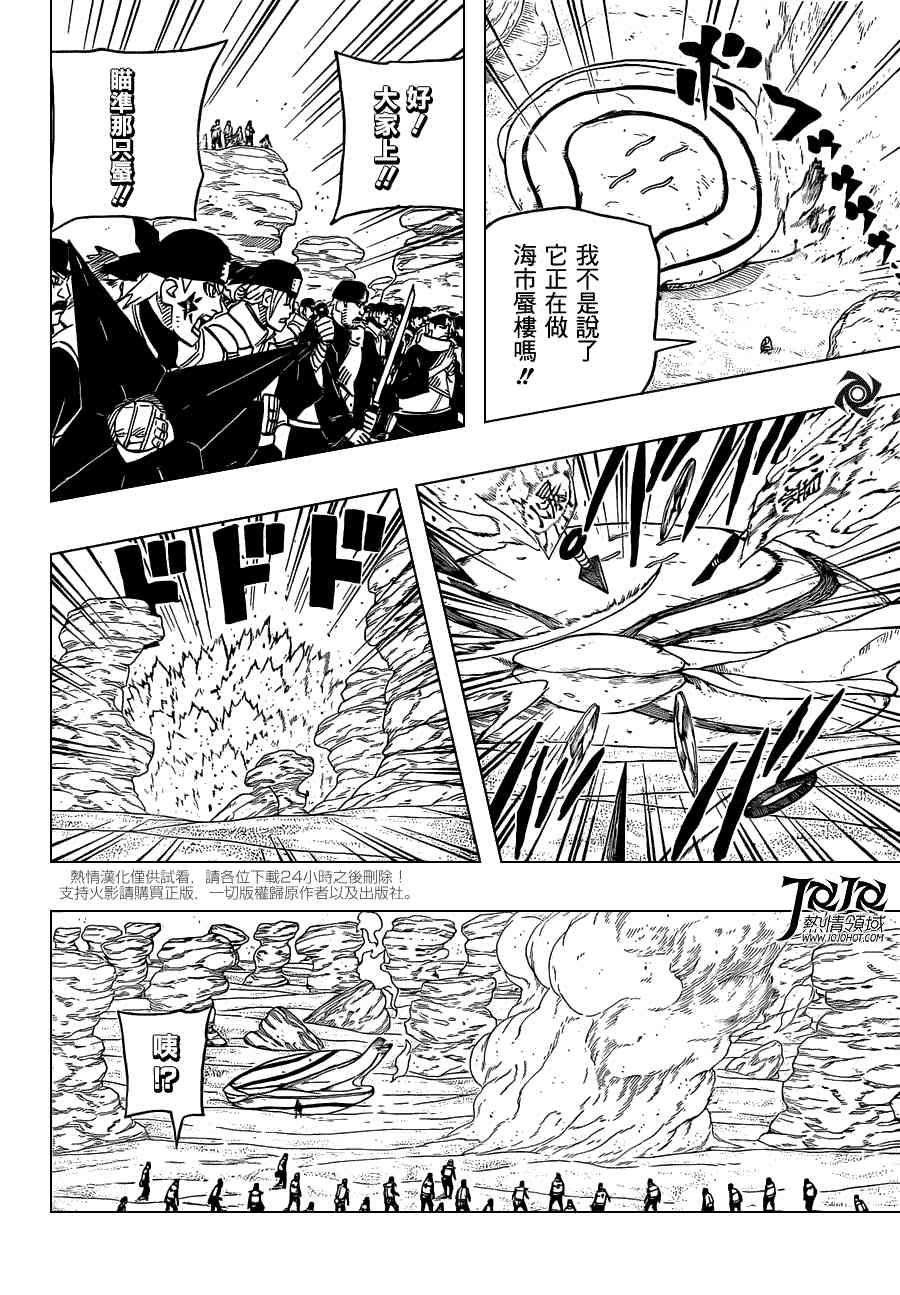 ボフゥゥ…
我不是說了
它正在做
海市蜃樓嗎!!
好!
大家上!!
瞄準那只蜃!!
爆
ドドド
熱情漢化僅供試看，請各位下載24小時之後刪除！
支持火影請購買正版，一切版權歸原作者以及出版社。
JOJO
熱情領域
WWW.JOJOHOT.COM
咦!?